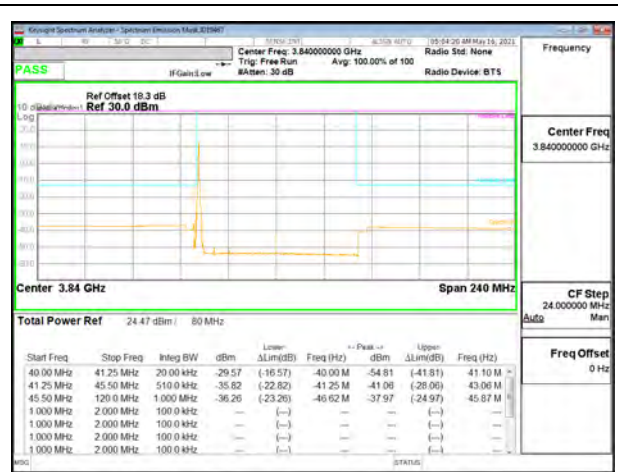 Keysight Spectrum Analyzer - Spectrum Emission Mask
05:04:20 AM May 16, 2021
Center Freq: 3.840000000 GHz
Radio Std: None
Frequency
Trig: Free Run
Avg: 100.00% of 100
PASS
IFGain:Low
#Atten: 30 dB
Radio Device: BTS
Ref Offset 18.3 dB
10 dB
Ref 30.0 dBm
Log
Center Freq
3.840000000 GHz
Center 3.84 GHz
Span 240 MHz
CF Step
24.000000 MHz
Auto
Man
Total Power Ref
24.47 dBm /
80 MHz
Freq Offset
0 Hz
Lower
<-- Peak -->
Upper
Start Freq Stop Freq Integ BW dBm ΔLim(dB) Freq (Hz) dBm ΔLim(dB) Freq (Hz)
40.00 MHz 41.25 MHz 20.00 kHz -29.57 (-16.57) -40.00 M -54.81 (-41.81) 41.10 M
41.25 MHz 45.50 MHz 510.0 kHz -35.82 (-22.82) -41.25 M -41.06 (-28.06) 43.06 M
45.50 MHz 120.0 MHz 1.000 MHz -36.26 (-23.26) -46.62 M -37.97 (-24.97) 45.87 M
1.000 MHz 2.000 MHz 100.0 kHz --- (---) --- --- (---) ---
1.000 MHz 2.000 MHz 100.0 kHz --- (---) --- --- (---) ---
1.000 MHz 2.000 MHz 100.0 kHz --- (---) --- --- (---) ---
1.000 MHz 2.000 MHz 100.0 kHz --- (---) --- --- (---) ---
MSG
STATUS